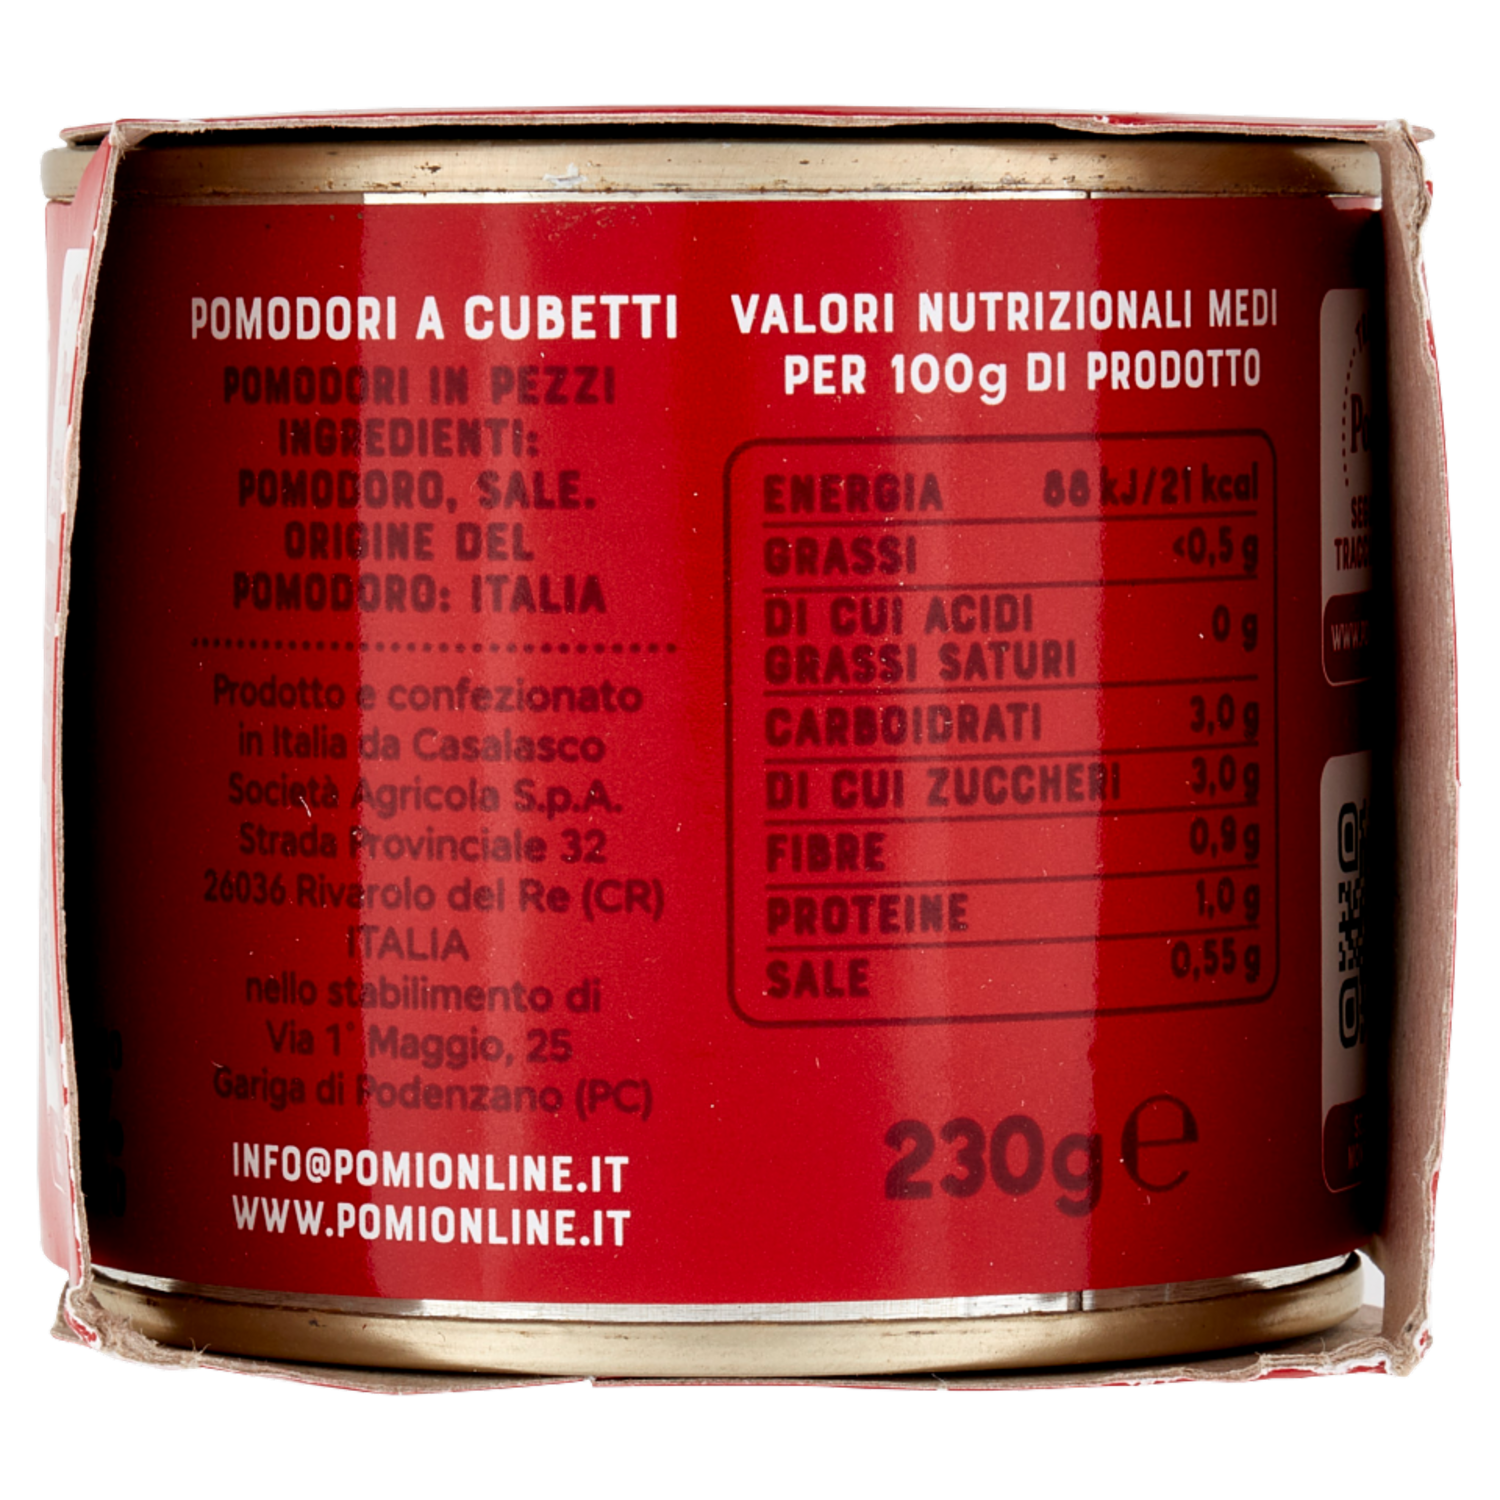 POMODORI A CUBETTI
POMODORI IN PEZZI
INGREDIENTI:
POMODORO, SALE.
ORIGINE DEL
POMODORO: ITALIA
Prodotto e confezionato
in Italia da Casalasco
Società Agricola S.p.A.
Strada Provinciale 32
26036 Rivarolo del Re (CR)
ITALIA
nello stabilimento di
Via 1° Maggio, 25
Gariga di Podenzano (PC)
INFO@POMIONLINE.IT
WWW.POMIONLINE.IT
VALORI NUTRIZIONALI MEDI
PER 100g DI PRODOTTO
ENERGIA 88 kJ/21 kcal
GRASSI <0,5 g
DI CUI ACIDI
GRASSI SATURI 0 g
CARBOIDRATI 3,0 g
DI CUI ZUCCHERI 3,0 g
FIBRE 0,9 g
PROTEINE 1,0 g
SALE 0,55 g
230g e